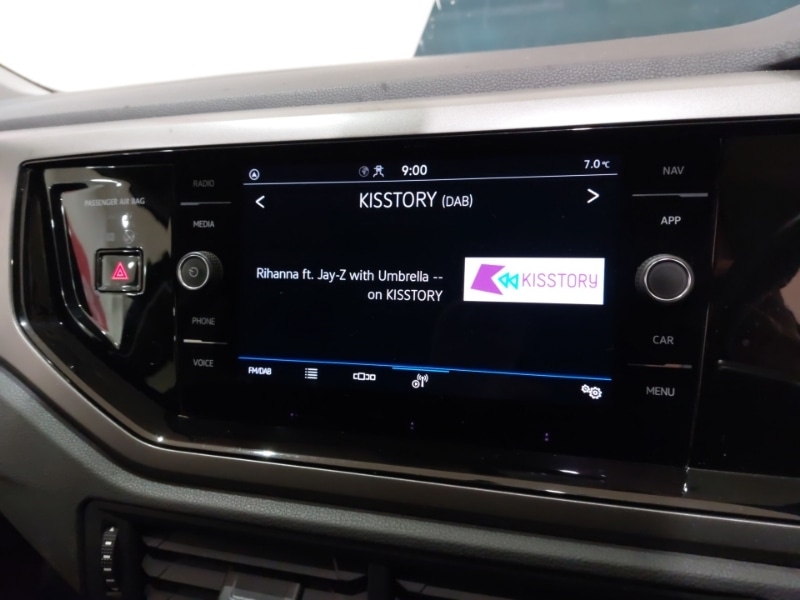 9:00
7.0°C
RADIO
KISSTORY (DAB)
NAV
PASSENGER AIR BAG
MEDIA
APP
Rihanna ft. Jay-Z with Umbrella --
on KISSTORY
KISSTORY
PHONE
CAR
VOICE
FM/DAB
MENU